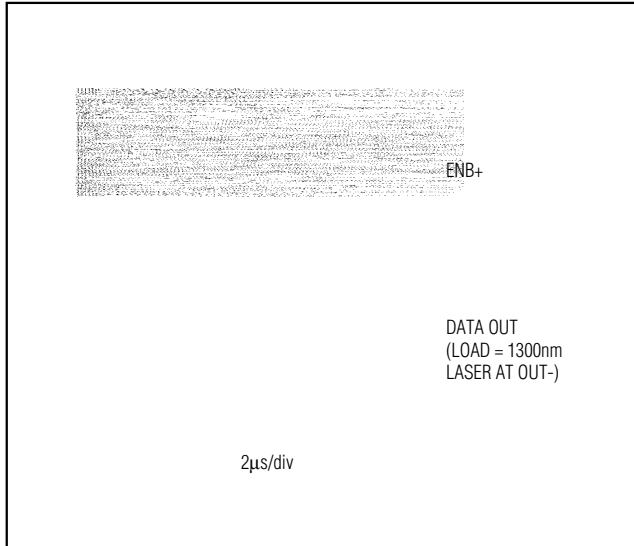 ENB+
DATA OUT
(LOAD = 1300nm
LASER AT OUT-)
2µs/div